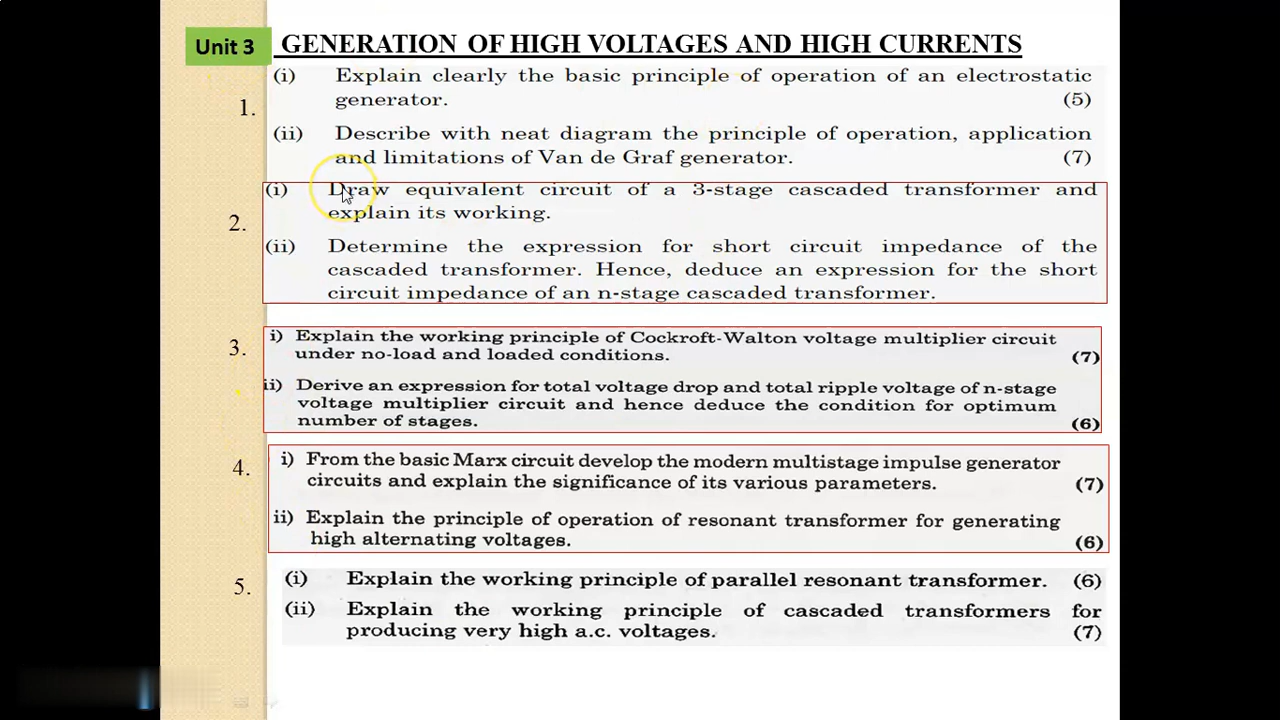 Unit 3 GENERATION OF HIGH VOLTAGES AND HIGH CURRENTS
1. (i) Explain clearly the basic principle of operation of an electrostatic
generator. (5)
(ii) Describe with neat diagram the principle of operation, application
and limitations of Van de Graf generator. (7)
2. (i) Draw equivalent circuit of a 3-stage cascaded transformer and
explain its working.
(ii) Determine the expression for short circuit impedance of the
cascaded transformer. Hence, deduce an expression for the short
circuit impedance of an n-stage cascaded transformer.
3. i) Explain the working principle of Cockroft-Walton voltage multiplier circuit
under no-load and loaded conditions. (7)
ii) Derive an expression for total voltage drop and total ripple voltage of n-stage
voltage multiplier circuit and hence deduce the condition for optimum
number of stages. (6)
4. i) From the basic Marx circuit develop the modern multistage impulse generator
circuits and explain the significance of its various parameters. (7)
ii) Explain the principle of operation of resonant transformer for generating
high alternating voltages. (6)
5. (i) Explain the working principle of parallel resonant transformer. (6)
(ii) Explain the working principle of cascaded transformers for
producing very high a.c. voltages. (7)